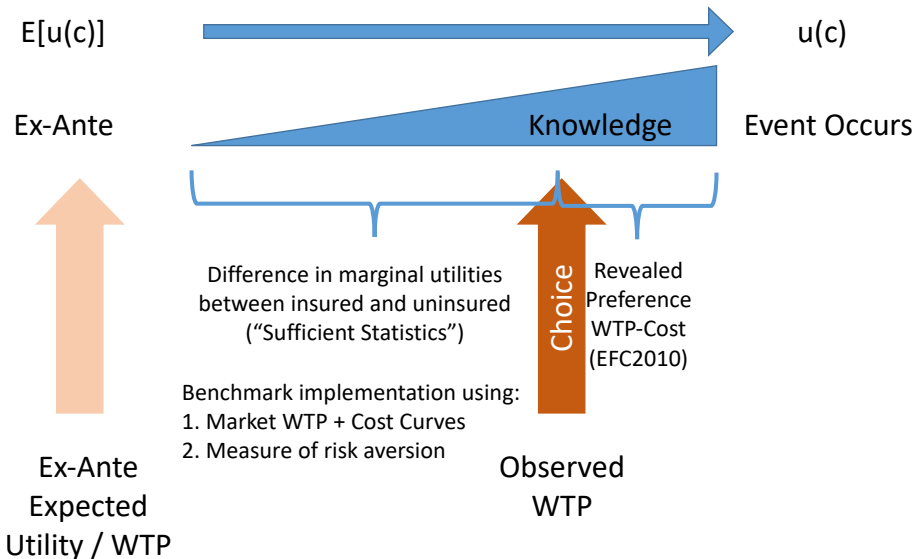 E[u(c)]
u(c)
Ex-Ante
Knowledge
Event Occurs
Difference in marginal utilities
between insured and uninsured
(“Sufficient Statistics”)
Benchmark implementation using:
1. Market WTP + Cost Curves
2. Measure of risk aversion
Choice
Revealed
Preference
WTP-Cost
(EFC2010)
Ex-Ante
Expected
Utility / WTP
Observed
WTP